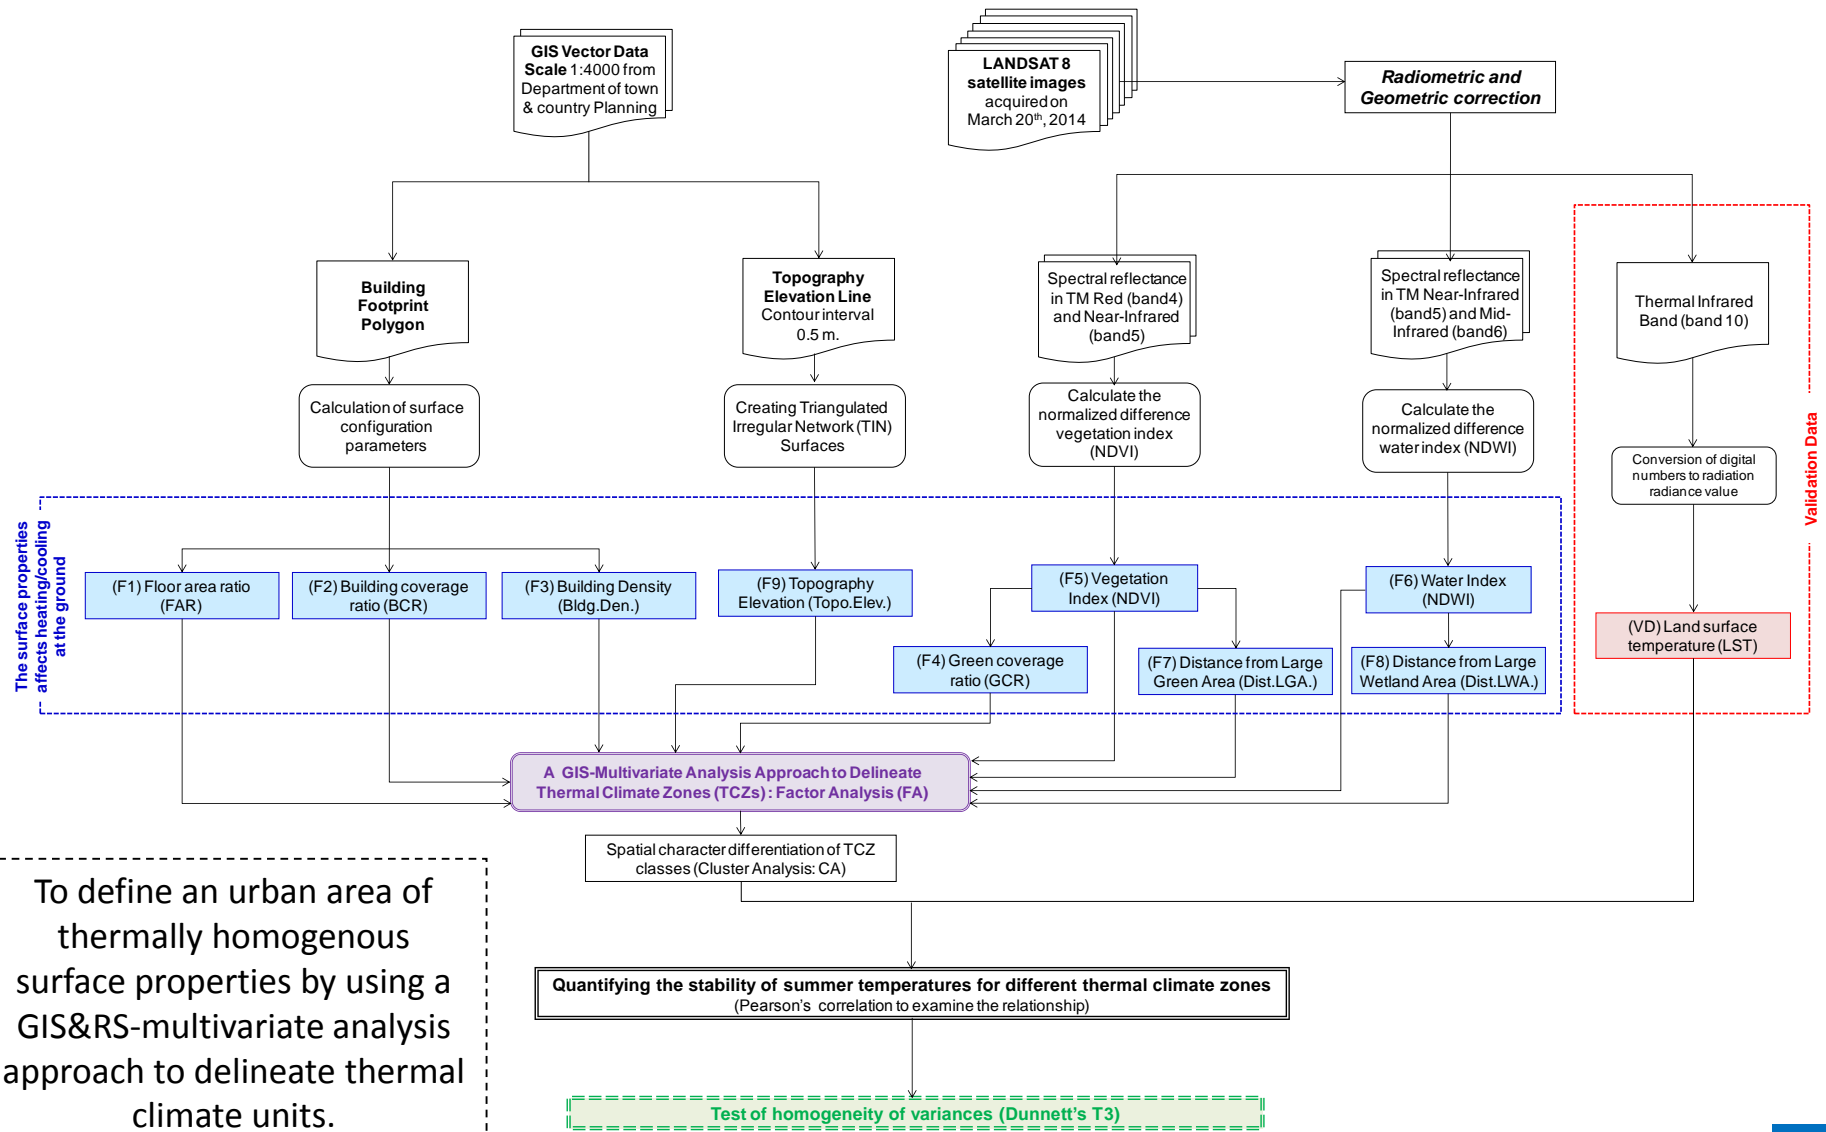 GIS Vector Data
Scale 1:4000 from
Department of town
& country Planning
LANDSAT 8
satellite images
acquired on
March 20th, 2014
Radiometric and
Geometric correction
Building
Footprint
Polygon
Topography
Elevation Line
Contour interval
0.5 m.
Spectral reflectance
in TM Red (band4)
and Near-Infrared
(band5)
Spectral reflectance
in TM Near-Infrared
(band5) and Mid-
Infrared (band6)
Thermal Infrared
Band (band 10)
Calculation of surface
configuration
parameters
Creating Triangulated
Irregular Network (TIN)
Surfaces
Calculate the
normalized difference
vegetation index
(NDVI)
Calculate the
normalized difference
water index (NDWI)
Conversion of digital
numbers to radiation
radiance value
Validation Data
The surface properties
affects heating/cooling
at the ground
(F1) Floor area ratio
(FAR)
(F2) Building coverage
ratio (BCR)
(F3) Building Density
(Bldg.Den.)
(F9) Topography
Elevation (Topo.Elev.)
(F5) Vegetation
Index (NDVI)
(F6) Water Index
(NDWI)
(F4) Green coverage
ratio (GCR)
(F7) Distance from Large
Green Area (Dist.LGA.)
(F8) Distance from Large
Wetland Area (Dist.LWA.)
(VD) Land surface
temperature (LST)
A GIS-Multivariate Analysis Approach to Delineate
Thermal Climate Zones (TCZs) : Factor Analysis (FA)
Spatial character differentiation of TCZ
classes (Cluster Analysis: CA)
To define an urban area of
thermally homogenous
surface properties by using a
GIS&RS-multivariate analysis
approach to delineate thermal
climate units.
Quantifying the stability of summer temperatures for different thermal climate zones
(Pearson's correlation to examine the relationship)
Test of homogeneity of variances (Dunnett's T3)